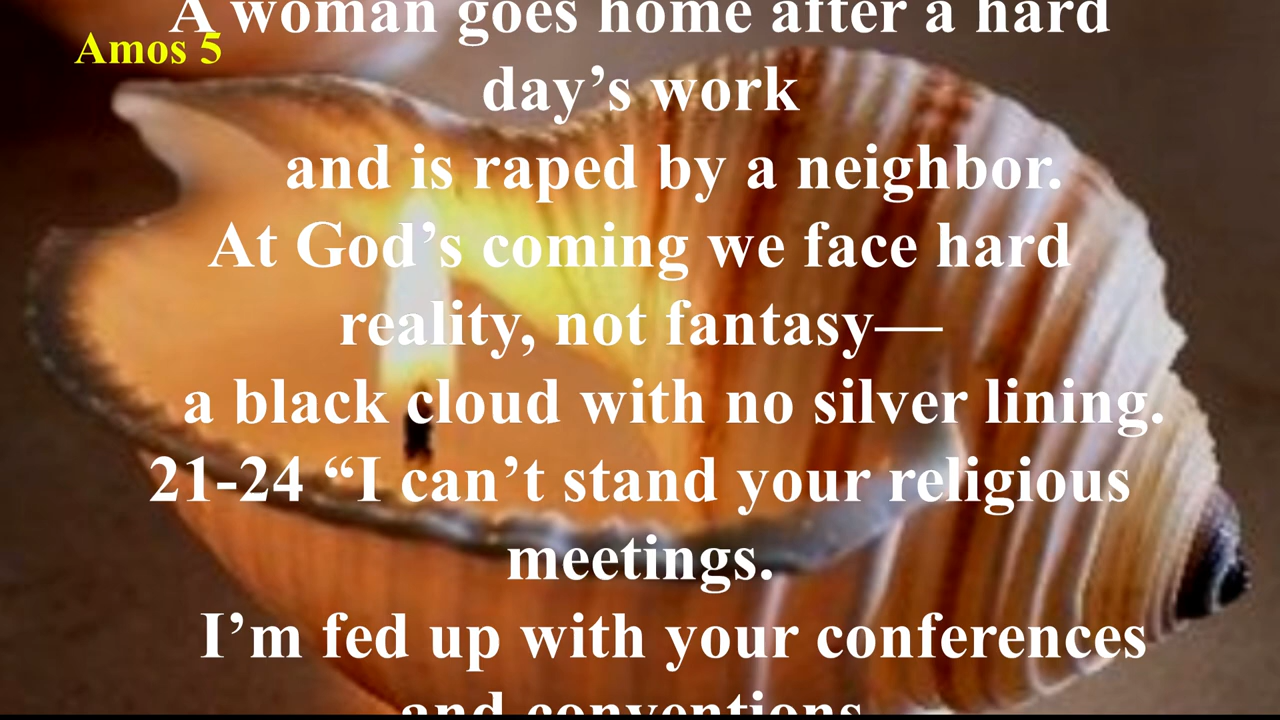 A woman goes home after a hard
Amos 5
day’s work
and is raped by a neighbor.
At God’s coming we face hard
reality, not fantasy—
a black cloud with no silver lining.
21-24 “I can’t stand your religious
meetings.
I’m fed up with your conferences
and conventions